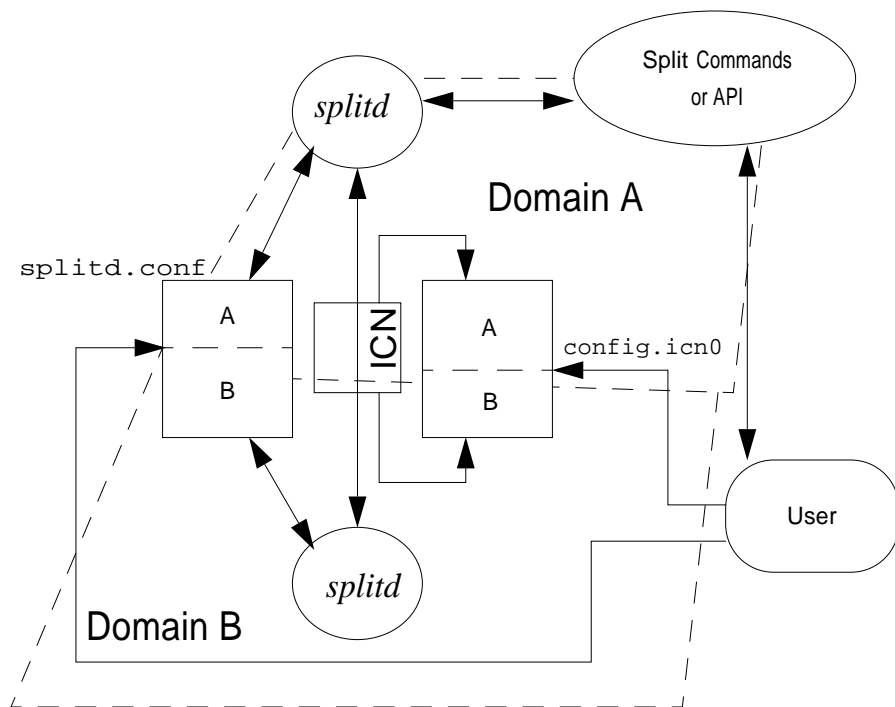 Split Commands
or API
splitd
Domain A
splitd.conf
A
B
ICN
A
B
config.icn0
User
splitd
Domain B